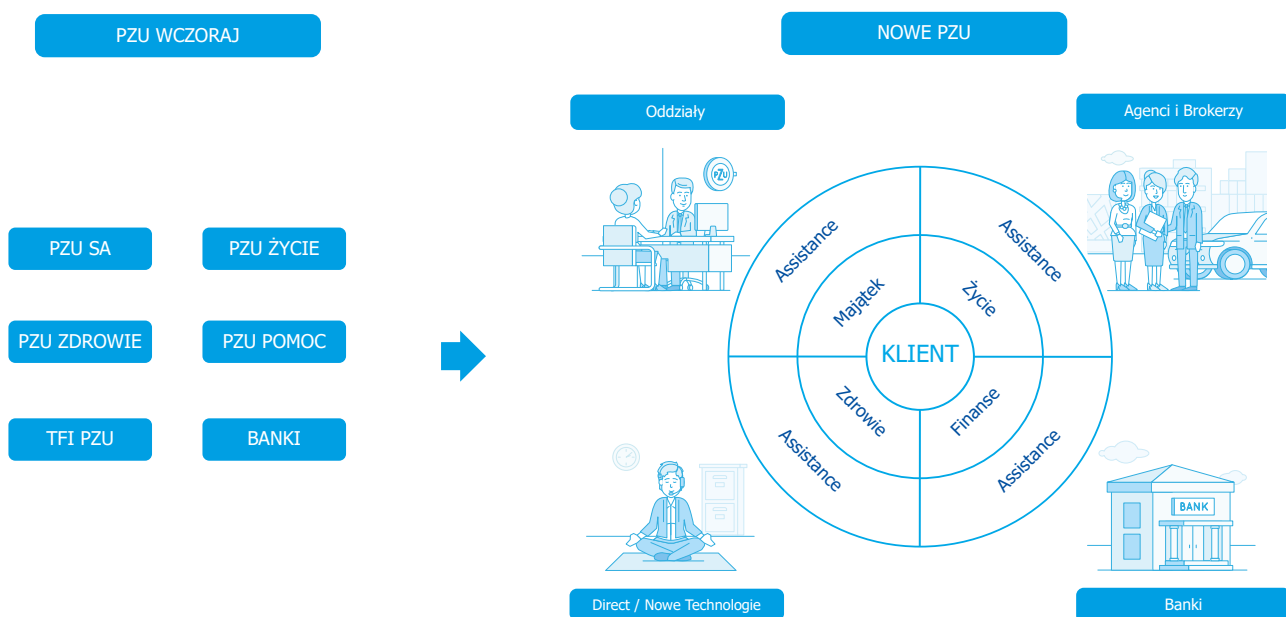 PZU WCZORAJ
NOWE PZU
Oddziały
Agenci i Brokerzy
PZU
PZU SA
PZU ŻYCIE
PZU ZDROWIE
PZU POMOC
TFI PZU
BANKI
Assistance
Assistance
Majątek
Życie
KLIENT
Zdrowie
Finanse
Assistance
Assistance
BANK
Direct / Nowe Technologie
Banki